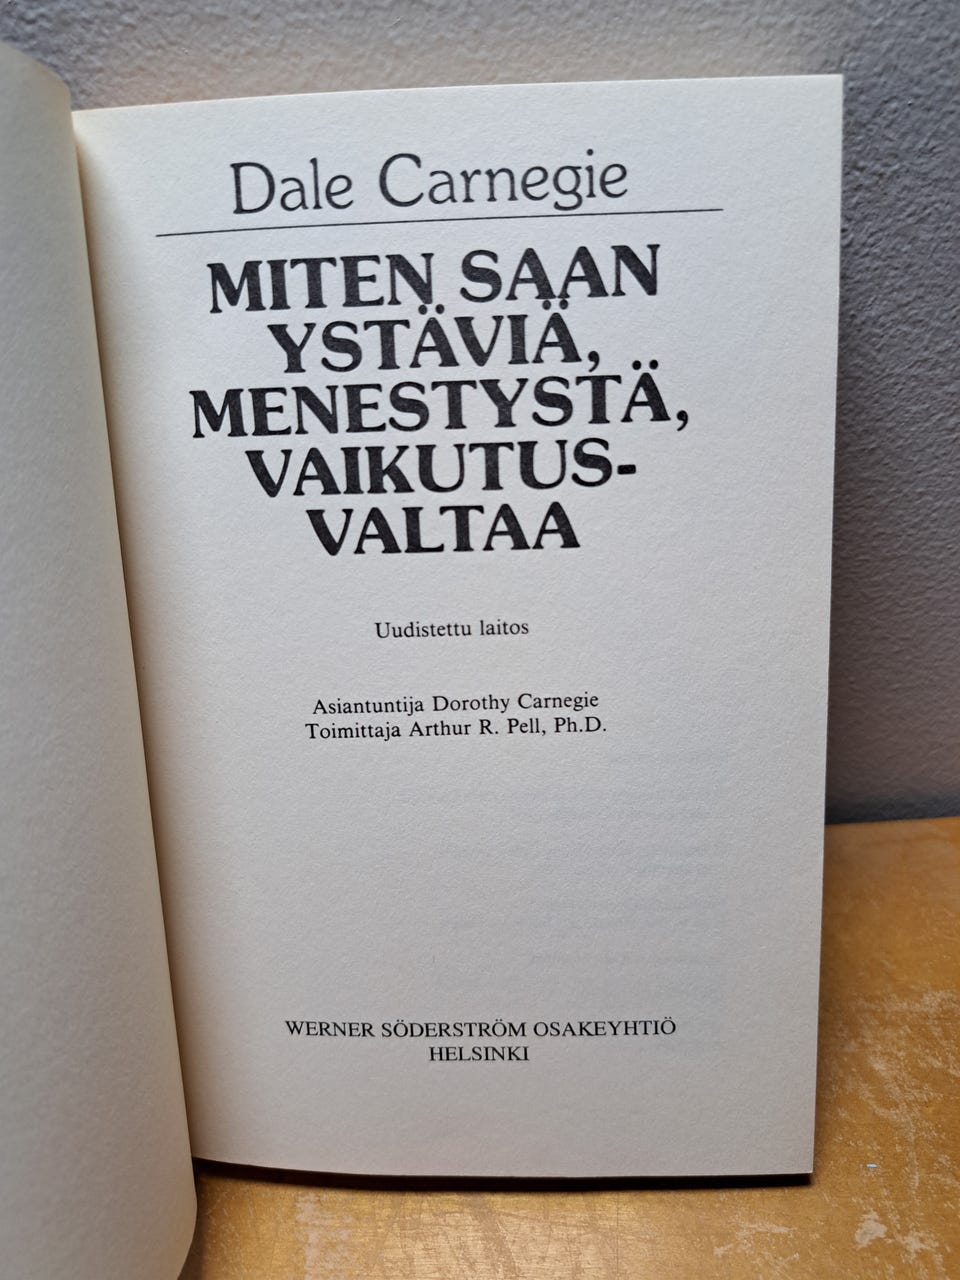 Dale Carnegie
MITEN SAAN
YSTÄVIÄ,
MENESTYSTÄ,
VAIKUTUS-
VALTAA
Uudistettu laitos
Asiantuntija Dorothy Carnegie
Toimittaja Arthur R. Pell, Ph.D.
WERNER SÖDERSTRÖM OSAKEYHTIÖ
HELSINKI